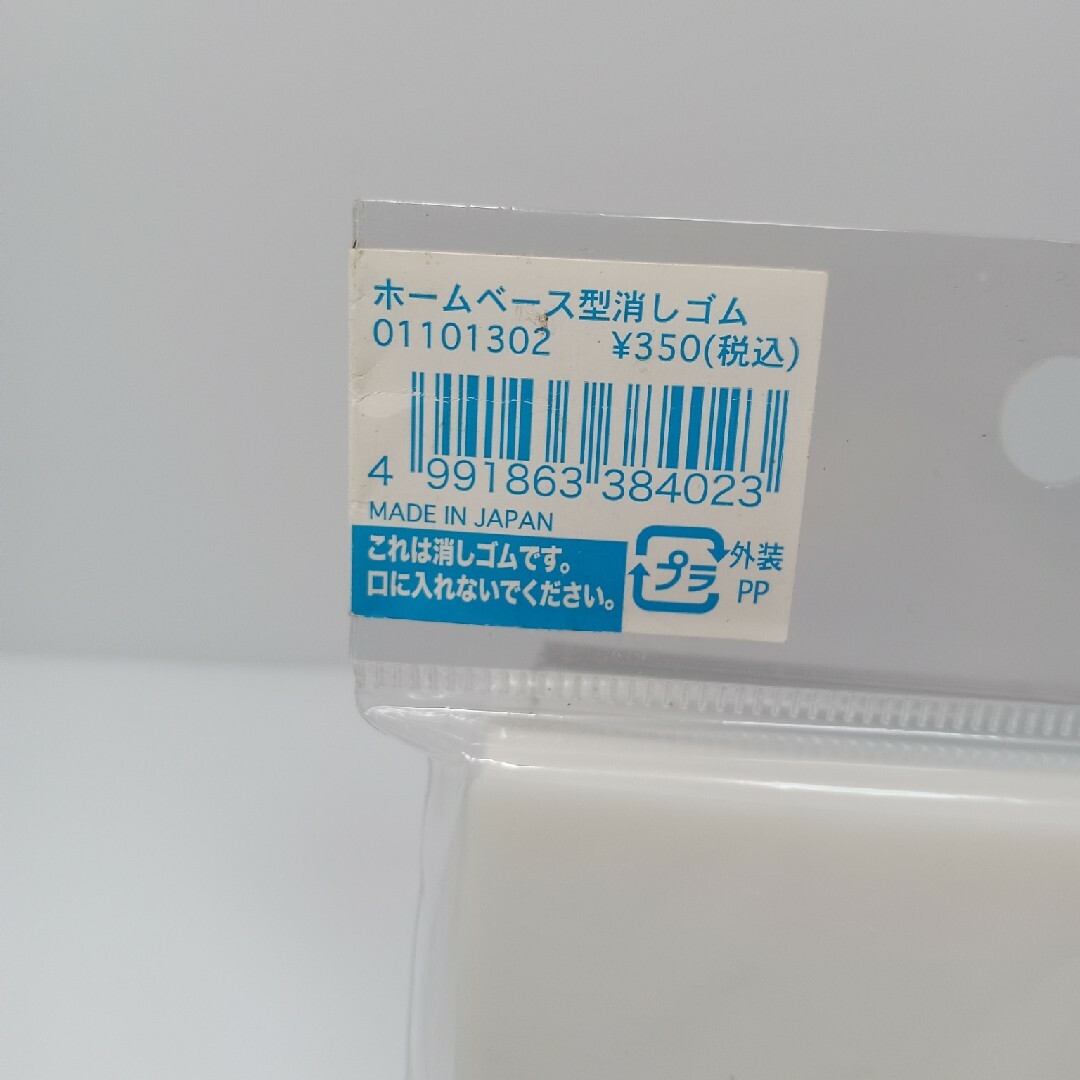 ホームベース型消しゴム
01101302 ¥350(税込)
4 991863 384023
MADE IN JAPAN
これは消しゴムです。
口に入れないでください。
プラ 外装
PP